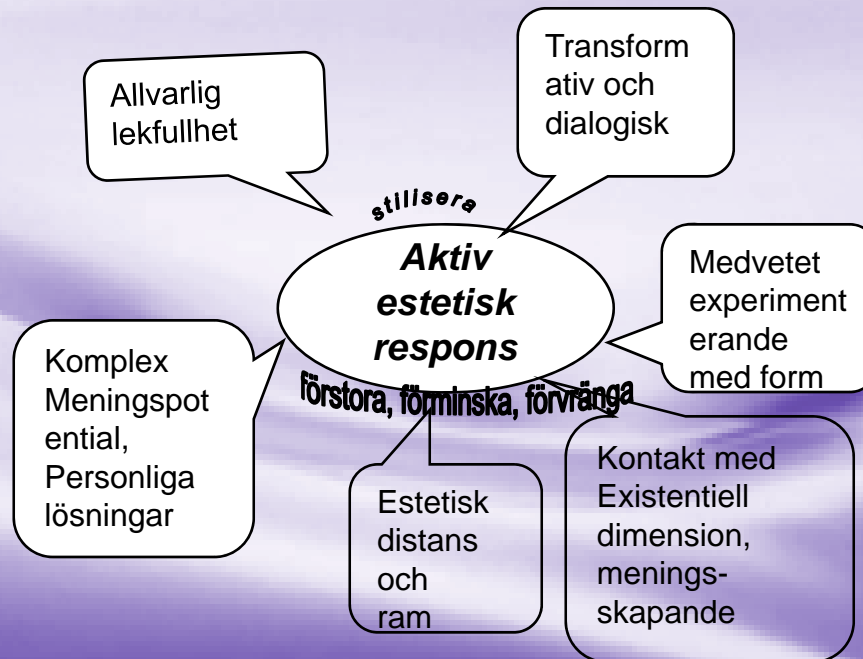 Allvarlig
lekfullhet
Transform
ativ och
dialogisk
stilisera
Aktiv
estetisk
respons
förstora, förminska, förvränga
Medvetet
experiment
erande
med form
Komplex
Meningspot
ential,
Personliga
lösningar
Estetisk
distans
och
ram
Kontakt med
Existentiell
dimension,
menings-
skapande